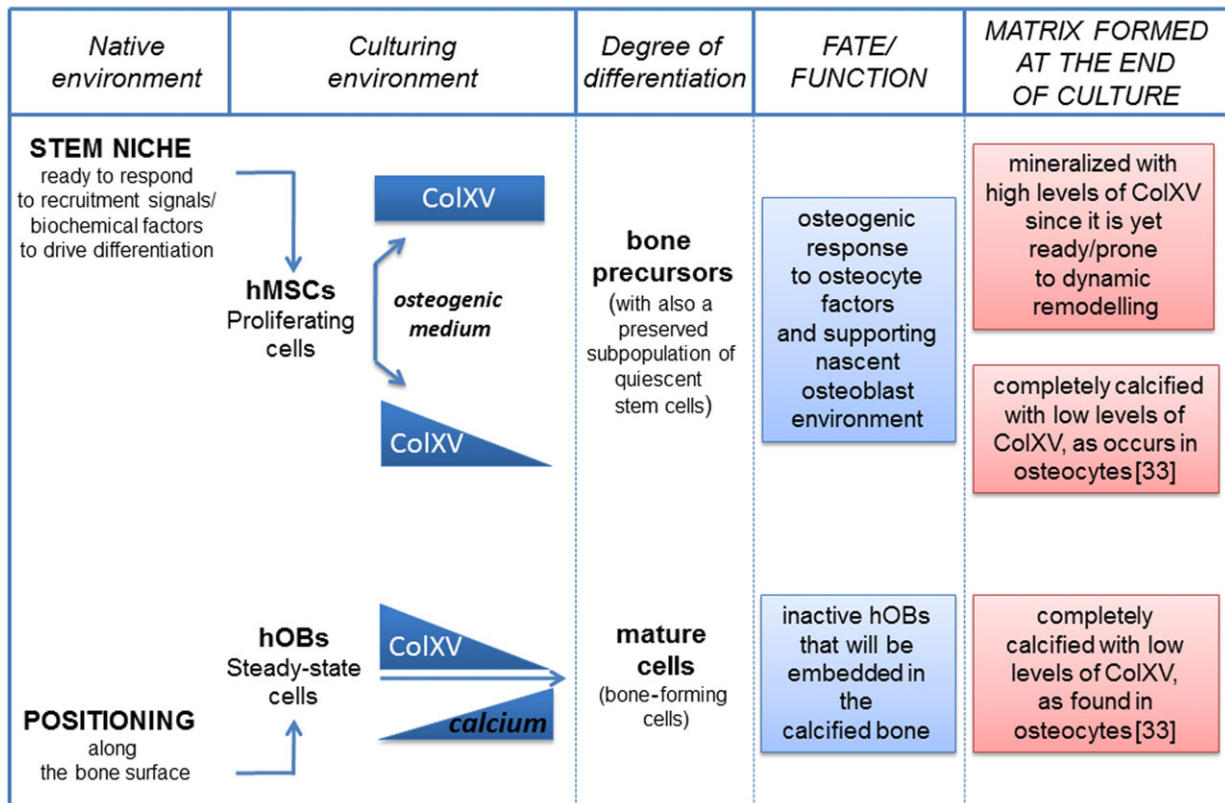 Native
environment
Culturing
environment
Degree of
differentiation
FATE/
FUNCTION
MATRIX FORMED
AT THE END
OF CULTURE
STEM NICHE
ready to respond
to recruitment signals/
biochemical factors
to drive differentiation
hMSCs
Proliferating
cells
ColXV
osteogenic
medium
ColXV
bone
precursors
(with also a
preserved
subpopulation of
quiescent
stem cells)
osteogenic
response
to osteocyte
factors
and supporting
nascent
osteoblast
environment
mineralized with
high levels of ColXV
since it is yet
ready/prone
to dynamic
remodelling
completely calcified
with low levels of
ColXV, as occurs in
osteocytes [33]
POSITIONING
along
the bone surface
hOBs
Steady-state
cells
ColXV
calcium
mature
cells
(bone-forming
cells)
inactive hOBs
that will be
embedded in
the
calcified bone
completely
calcified with low
levels of ColXV,
as found in
osteocytes [33]